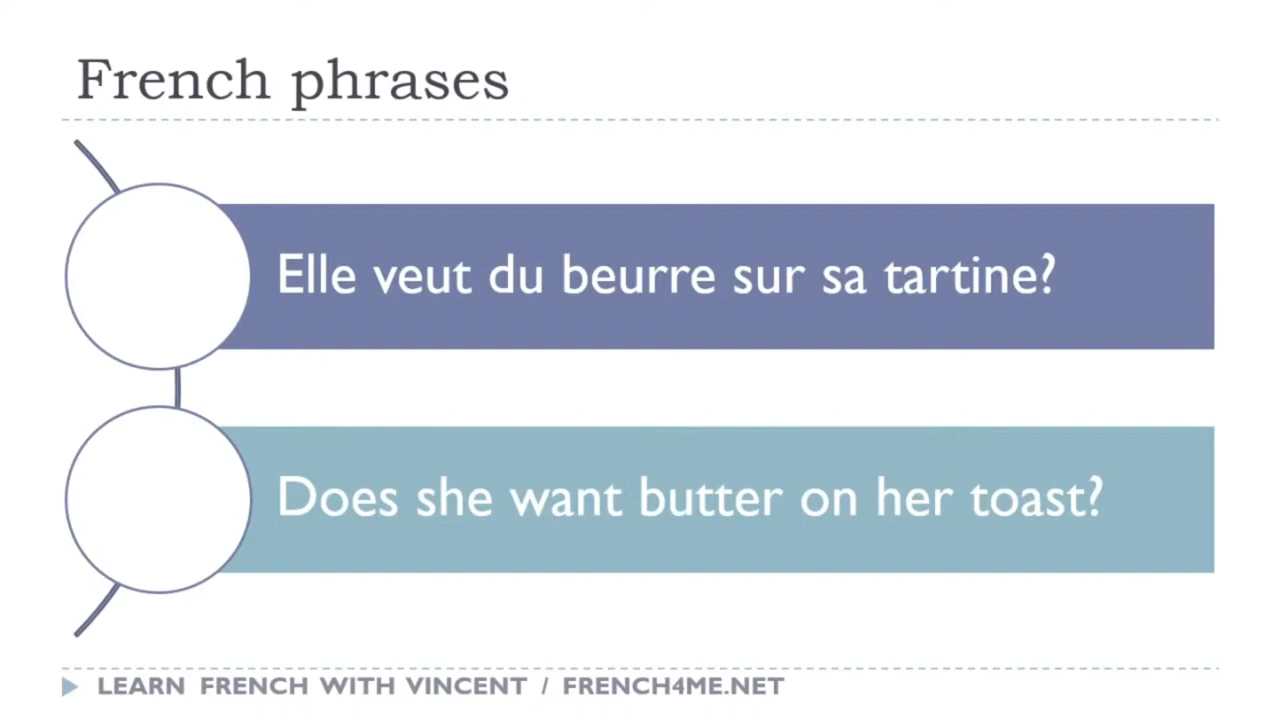 French phrases
Elle veut du beurre sur sa tartine?
Does she want butter on her toast?
LEARN FRENCH WITH VINCENT / FRENCH4ME.NET